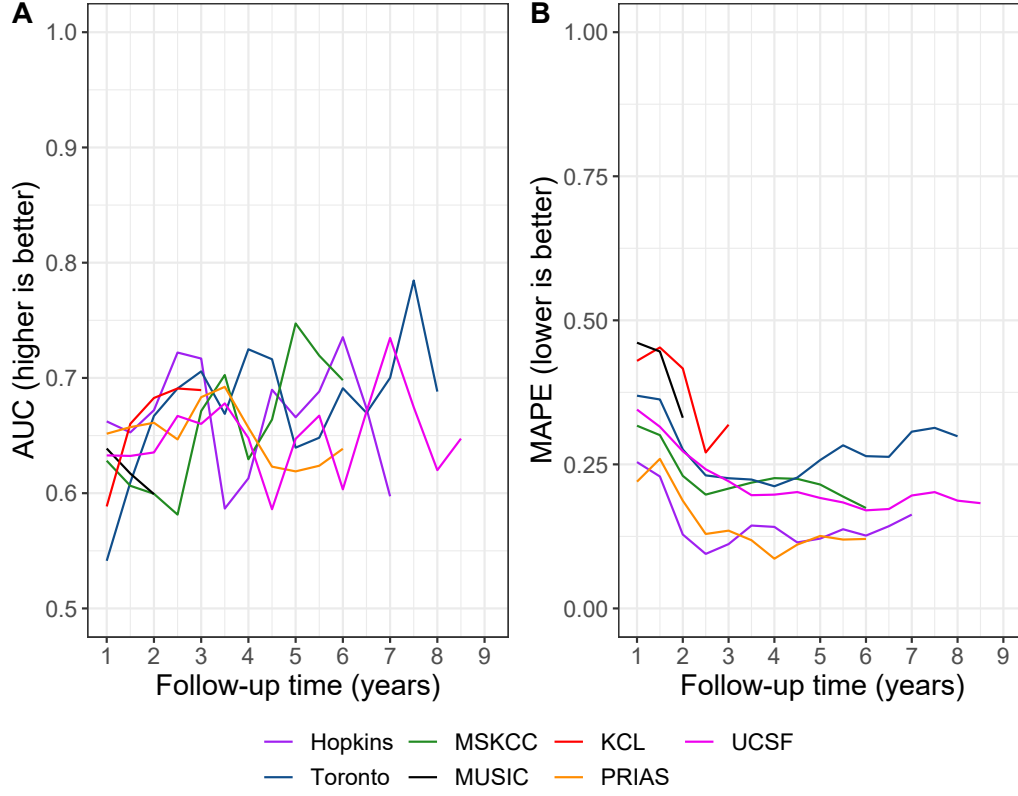 A
B
AUC (higher is better)
1.0
0.9
0.8
0.7
0.6
0.5
1 2 3 4 5 6 7 8 9
Follow-up time (years)
MAPE (lower is better)
1.00
0.75
0.50
0.25
0.00
1 2 3 4 5 6 7 8 9
Follow-up time (years)
Hopkins MSKCC KCL UCSF
Toronto MUSIC PRIAS